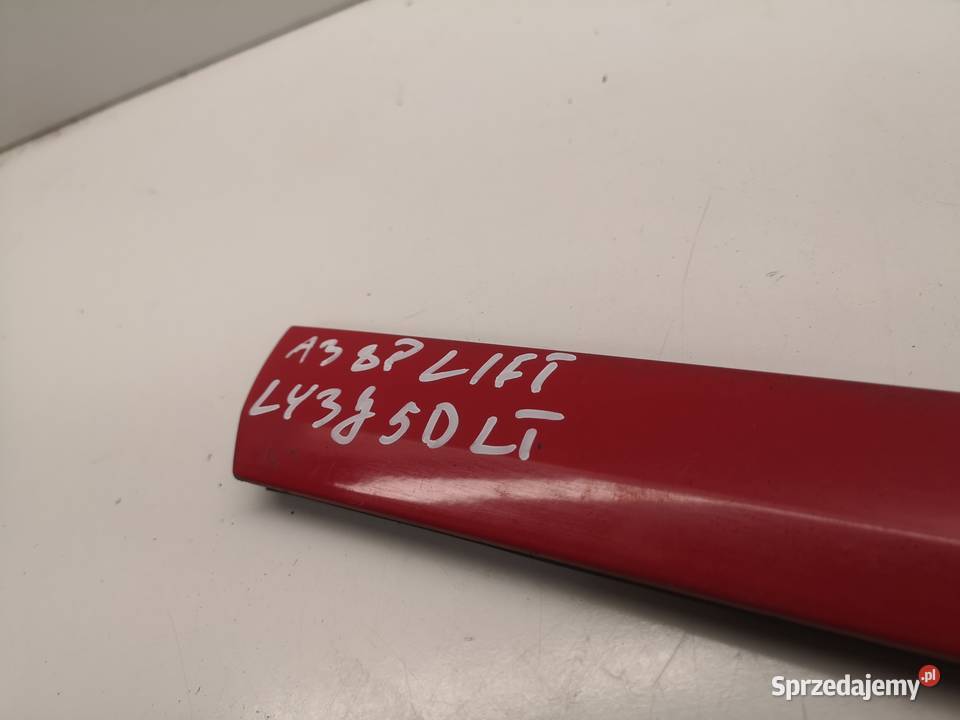 A3 8P LIFT
LY3J 5D LT
Sprzedajemy.pl